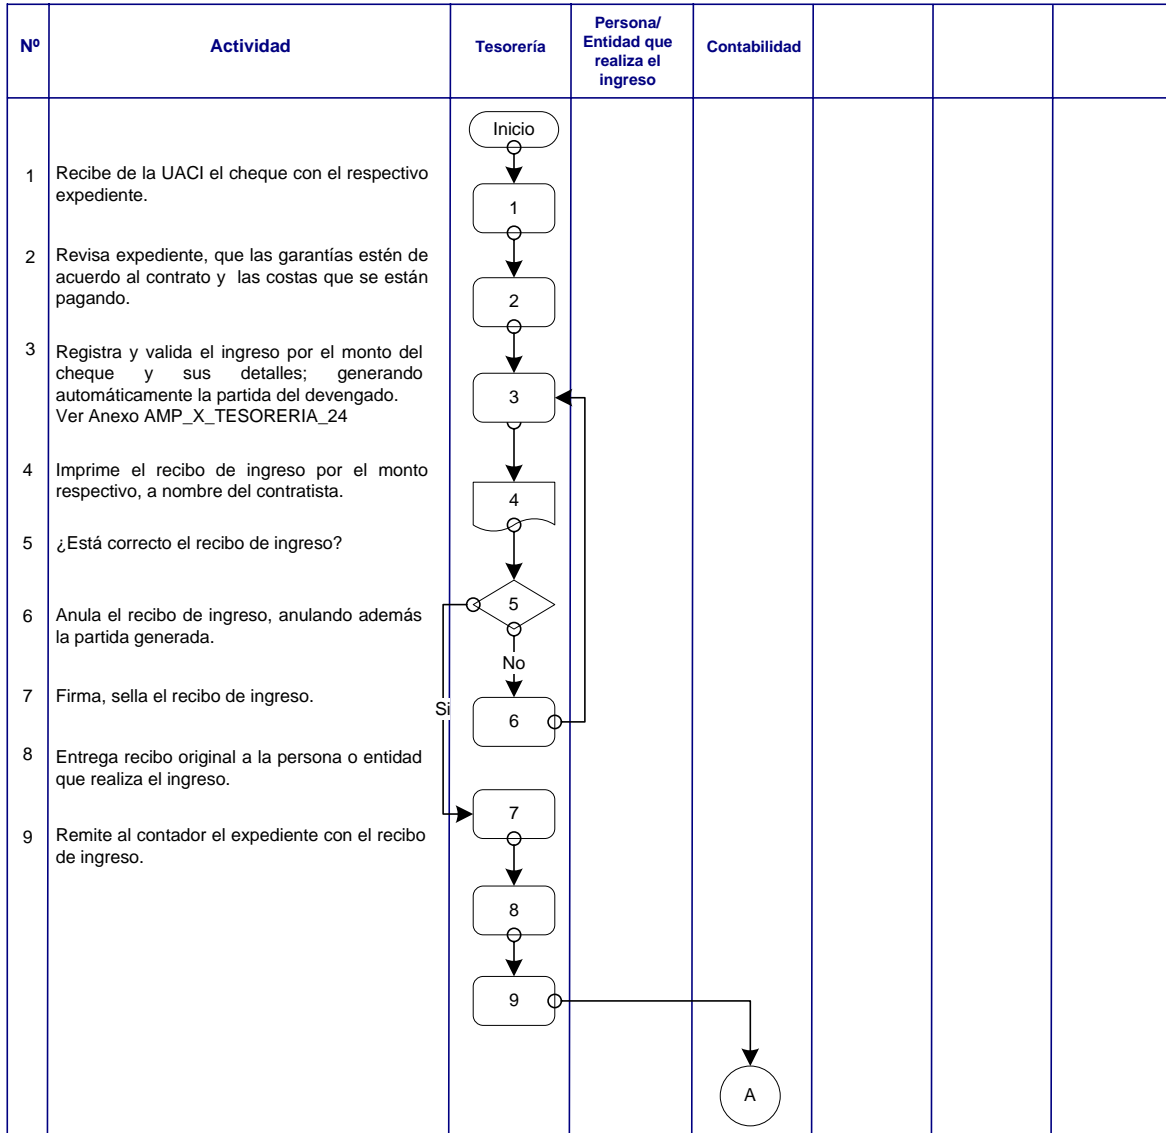 Nº
Actividad
Tesorería
Persona/
Entidad que
realiza el
ingreso
Contabilidad
Inicio
1
Recibe de la UACI el cheque con el respectivo
expediente.
1
2
Revisa expediente, que las garantías estén de
acuerdo al contrato y las costas que se están
pagando.
2
3
Registra y valida el ingreso por el monto del
cheque y sus detalles; generando
automáticamente la partida del devengado.
Ver Anexo AMP_X_TESORERIA_24
3
4
Imprime el recibo de ingreso por el monto
respectivo, a nombre del contratista.
4
5
¿Está correcto el recibo de ingreso?
5
6
Anula el recibo de ingreso, anulando además
la partida generada.
No
7
Firma, sella el recibo de ingreso.
Si
6
8
Entrega recibo original a la persona o entidad
que realiza el ingreso.
7
9
Remite al contador el expediente con el recibo
de ingreso.
8
9
A